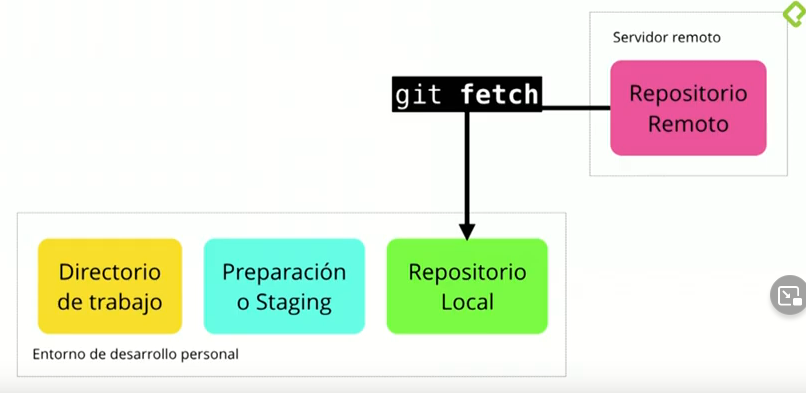 Servidor remoto
git fetch
Repositorio
Remoto
Directorio
de trabajo
Preparación
o Staging
Repositorio
Local
Entorno de desarrollo personal